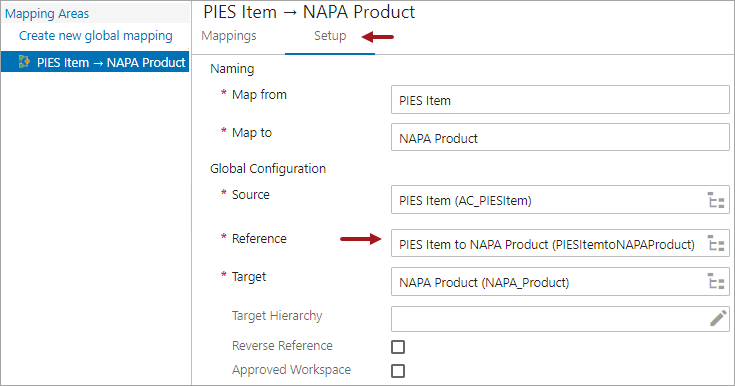 Mapping Areas
Create new global mapping
PIES Item → NAPA Product
PIES Item → NAPA Product
Mappings
Setup
Naming
* Map from
PIES Item
* Map to
NAPA Product
Global Configuration
* Source
PIES Item (AC_PIESItem)
* Reference
PIES Item to NAPA Product (PIESItemtoNAPAProduct)
* Target
NAPA Product (NAPA_Product)
Target Hierarchy
Reverse Reference
Approved Workspace